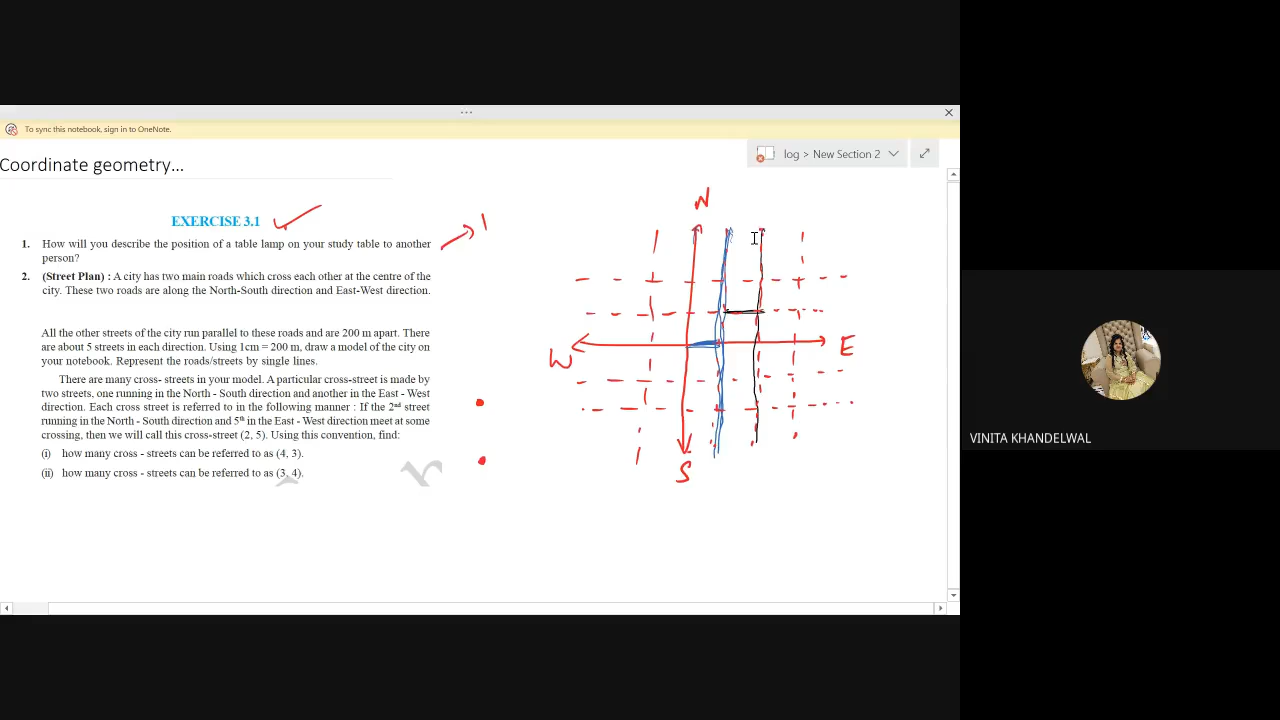 To sync this notebook, sign in to OneNote.
Coordinate geometry...
log > New Section 2
EXERCISE 3.1
1. How will you describe the position of a table lamp on your study table to another
person?
2. (Street Plan) : A city has two main roads which cross each other at the centre of the
city. These two roads are along the North-South direction and East-West direction.
All the other streets of the city run parallel to these roads and are 200 m apart. There
are about 5 streets in each direction. Using 1cm = 200 m, draw a model of the city on
your notebook. Represent the roads/streets by single lines.
There are many cross- streets in your model. A particular cross-street is made by
two streets, one running in the North - South direction and another in the East - West
direction. Each cross street is referred to in the following manner : If the 2nd street
running in the North - South direction and 5th in the East - West direction meet at some
crossing, then we will call this cross-street (2, 5). Using this convention, find:
(i) how many cross - streets can be referred to as (4, 3).
(ii) how many cross - streets can be referred to as (3, 4).
N
W
E
S
VINITA KHANDELWAL